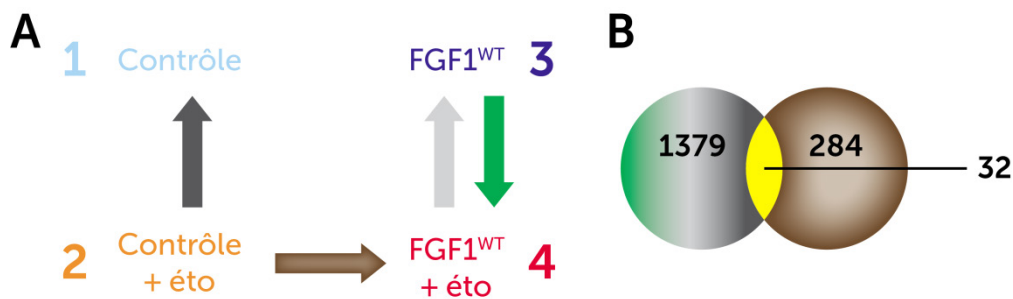 A
B
1 Contrôle
FGF1ᵂᵀ 3
1379
284
32
2 Contrôle
+ éto
FGF1ᵂᵀ
+ éto 4